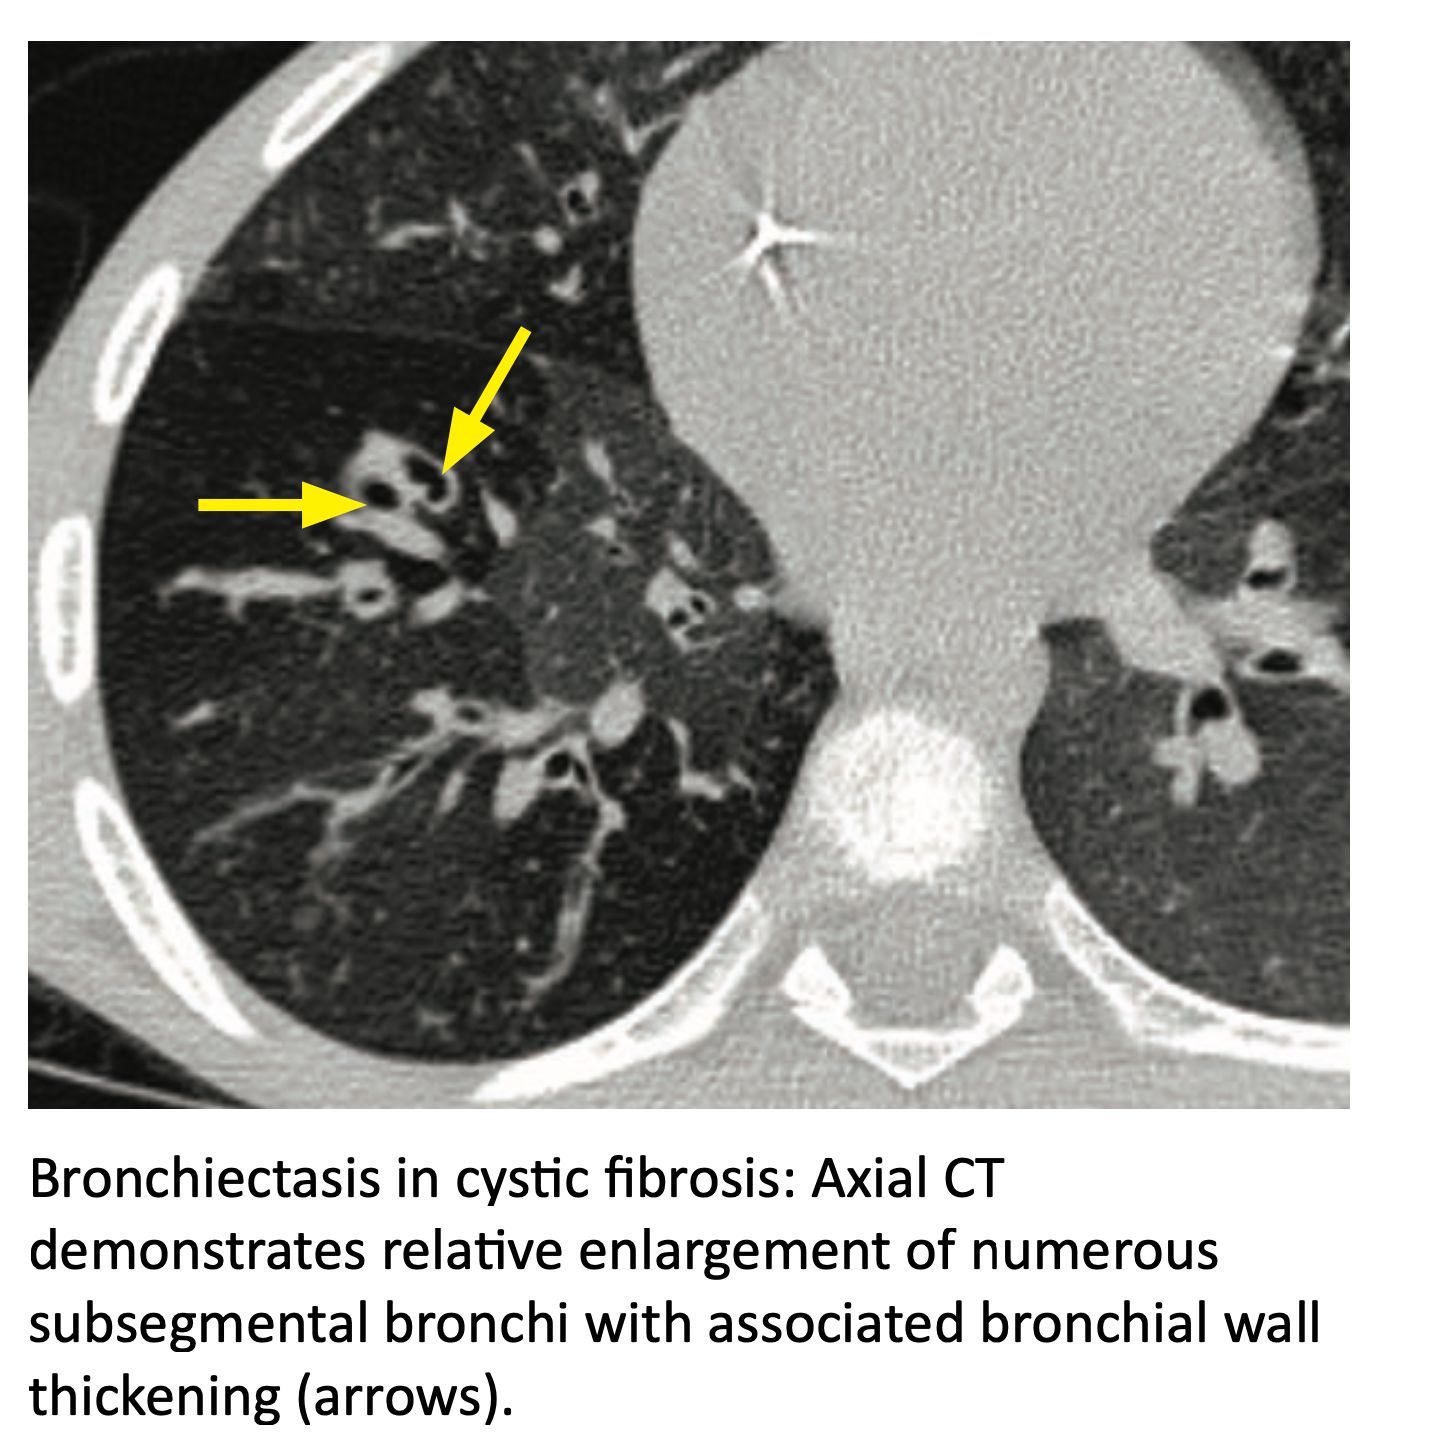 Bronchiectasis in cystic fibrosis: Axial CT
demonstrates relative enlargement of numerous
subsegmental bronchi with associated bronchial wall
thickening (arrows).